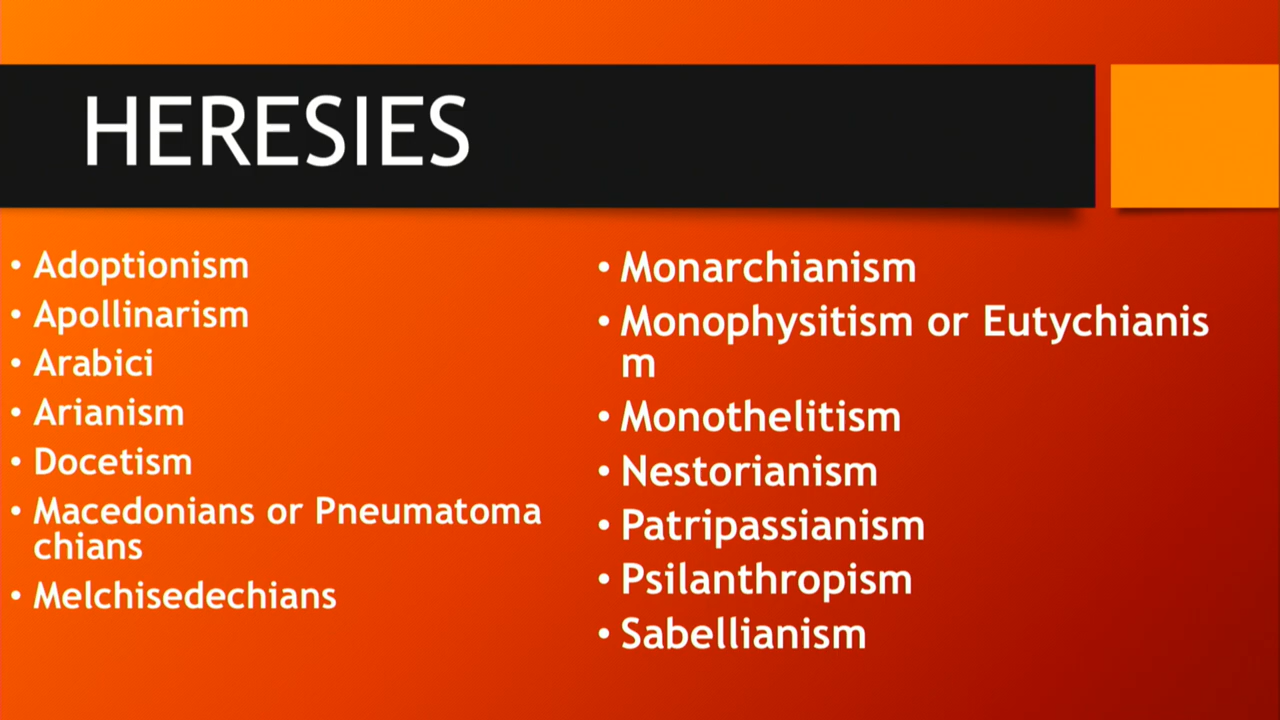 HERESIES
• Adoptionism
• Apollinarism
• Arabici
• Arianism
• Docetism
• Macedonians or Pneumatoma
chians
• Melchisedechians
• Monarchianism
• Monophysitism or Eutychianis
m
• Monothelitism
• Nestorianism
• Patripassianism
• Psilanthropism
• Sabellianism